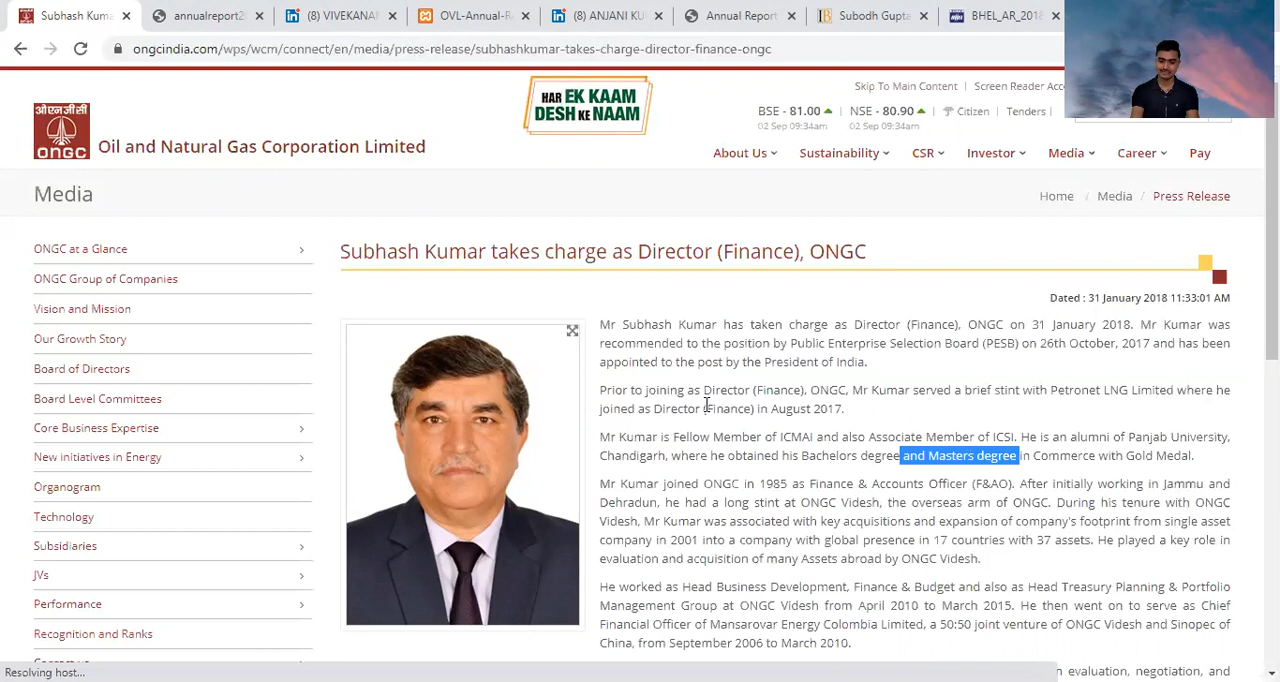 Subhash Kumar
annualreport2
(8) VIVEKANAN
OVL-Annual-R
(8) ANJANI KU
Annual Report
Subodh Gupta
BHEL_AR_2018
ongcindia.com/wps/wcm/connect/en/media/press-release/subhashkumar-takes-charge-director-finance-ongc
Skip To Main Content | Screen Reader Acc
HAR EK KAAM
DESH KE NAAM
BSE - 81.00 | NSE - 80.90 | Citizen | Tenders |
02 Sep 09:34am 02 Sep 09:34am
ओ एन जी सी
ONGC
Oil and Natural Gas Corporation Limited
About Us Sustainability CSR Investor Media Career Pay
Media
Home / Media / Press Release
ONGC at a Glance
ONGC Group of Companies
Vision and Mission
Our Growth Story
Board of Directors
Board Level Committees
Core Business Expertise
New initiatives in Energy
Organogram
Technology
Subsidiaries
JVs
Performance
Recognition and Ranks
Subhash Kumar takes charge as Director (Finance), ONGC
Dated : 31 January 2018 11:33:01 AM
Mr Subhash Kumar has taken charge as Director (Finance), ONGC on 31 January 2018. Mr Kumar was
recommended to the position by Public Enterprise Selection Board (PESB) on 26th October, 2017 and has been
appointed to the post by the President of India.
Prior to joining as Director (Finance), ONGC, Mr Kumar served a brief stint with Petronet LNG Limited where he
joined as Director (Finance) in August 2017.
Mr Kumar is Fellow Member of ICMAI and also Associate Member of ICSI. He is an alumni of Panjab University,
Chandigarh, where he obtained his Bachelors degree and Masters degree in Commerce with Gold Medal.
Mr Kumar joined ONGC in 1985 as Finance & Accounts Officer (F&AO). After initially working in Jammu and
Dehradun, he had a long stint at ONGC Videsh, the overseas arm of ONGC. During his tenure with ONGC
Videsh, Mr Kumar was associated with key acquisitions and expansion of company's footprint from single asset
company in 2001 into a company with global presence in 17 countries with 37 assets. He played a key role in
evaluation and acquisition of many Assets abroad by ONGC Videsh.
He worked as Head Business Development, Finance & Budget and also as Head Treasury Planning & Portfolio
Management Group at ONGC Videsh from April 2010 to March 2015. He then went on to serve as Chief
Financial Officer of Mansarovar Energy Colombia Limited, a 50:50 joint venture of ONGC Videsh and Sinopec of
China, from September 2006 to March 2010.
evaluation, negotiation, and
Resolving host...